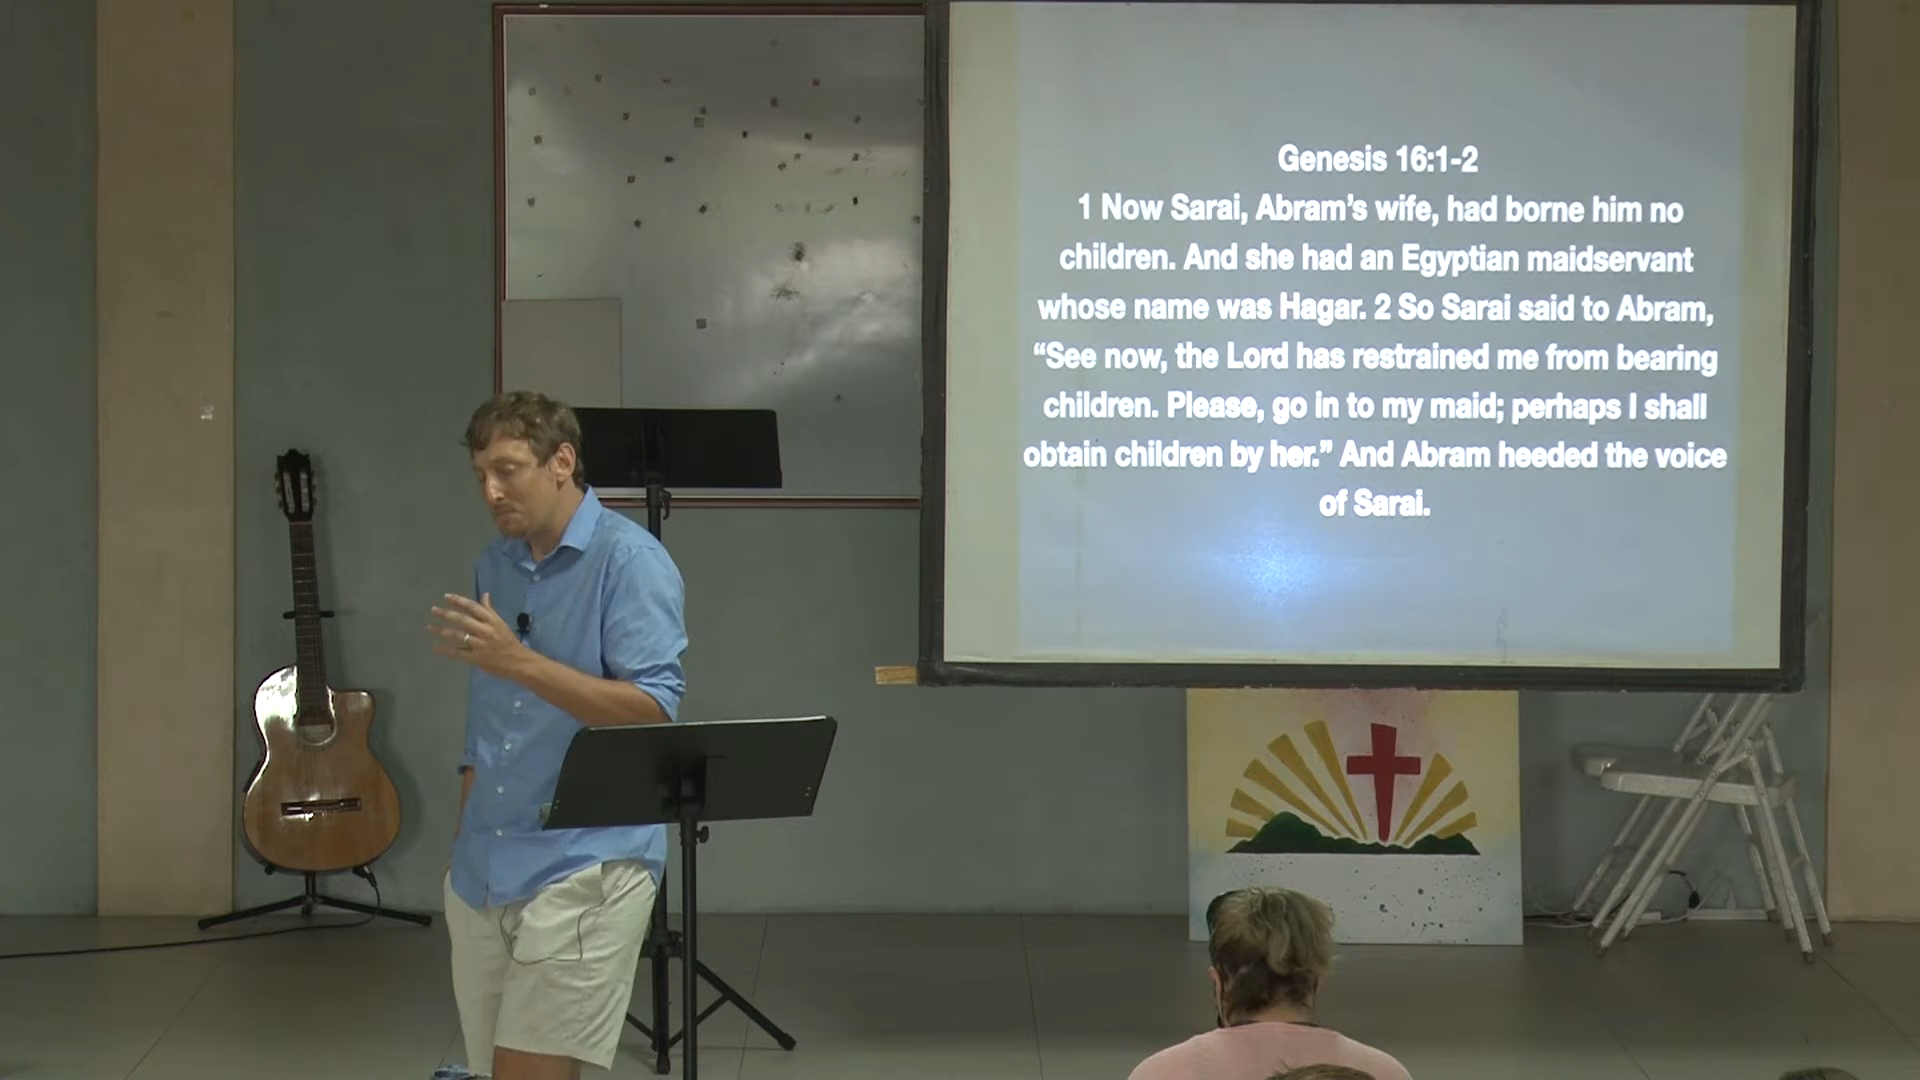 Genesis 16:1-2
1 Now Sarai, Abram’s wife, had borne him no
children. And she had an Egyptian maidservant
whose name was Hagar. 2 So Sarai said to Abram,
“See now, the Lord has restrained me from bearing
children. Please, go in to my maid; perhaps I shall
obtain children by her.” And Abram heeded the voice
of Sarai.